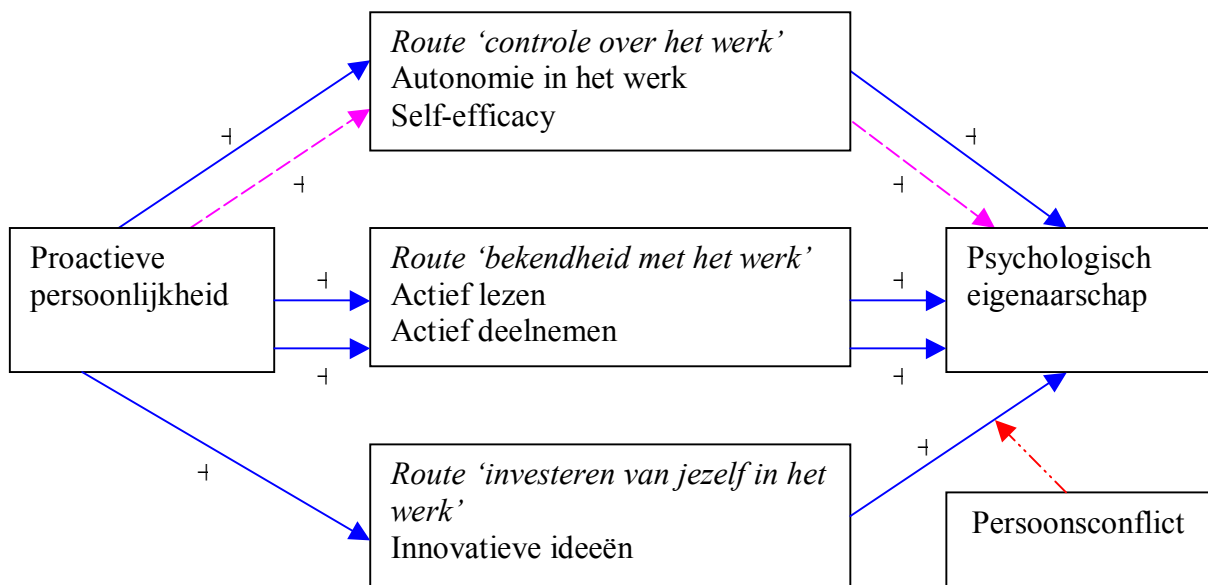 Route ‘controle over het werk’
Autonomie in het werk
Self-efficacy
Proactieve
persoonlijkheid
Route ‘bekendheid met het werk’
Actief lezen
Actief deelnemen
Psychologisch
eigenaarschap
Route ‘investeren van jezelf in het
werk’
Innovatieve ideeën
Persoonsconflict